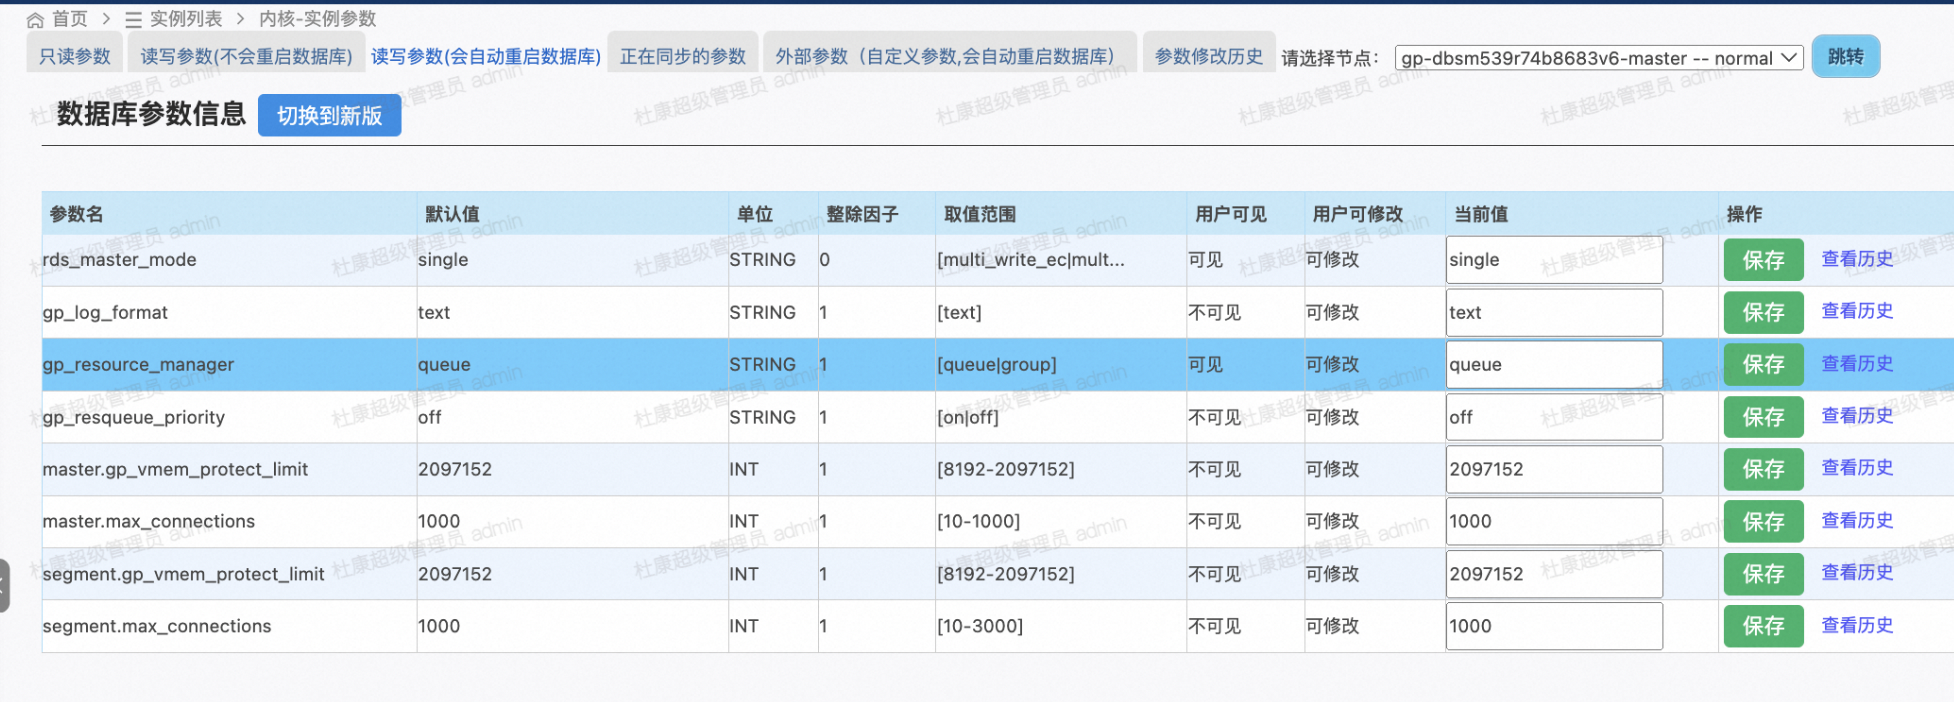 首页 > 实例列表 > 内核-实例参数
只读参数 读写参数(不会重启数据库) 读写参数(会自动重启数据库) 正在同步的参数 外部参数（自定义参数,会自动重启数据库） 参数修改历史 请选择节点： gp-dbsm539r74b8683v6-master -- normal 跳转
数据库参数信息 切换到新版
参数名 默认值 单位 整除因子 取值范围 用户可见 用户可修改 当前值 操作
rds_master_mode single STRING 0 [multi_write_ec|mult... 可见 可修改 single 保存 查看历史
gp_log_format text STRING 1 [text] 不可见 可修改 text 保存 查看历史
gp_resource_manager queue STRING 1 [queue|group] 可见 可修改 queue 保存 查看历史
gp_resqueue_priority off STRING 1 [on|off] 不可见 可修改 off 保存 查看历史
master.gp_vmem_protect_limit 2097152 INT 1 [8192-2097152] 不可见 可修改 2097152 保存 查看历史
master.max_connections 1000 INT 1 [10-1000] 不可见 可修改 1000 保存 查看历史
segment.gp_vmem_protect_limit 2097152 INT 1 [8192-2097152] 不可见 可修改 2097152 保存 查看历史
segment.max_connections 1000 INT 1 [10-3000] 不可见 可修改 1000 保存 查看历史
杜康超级管理员 admin